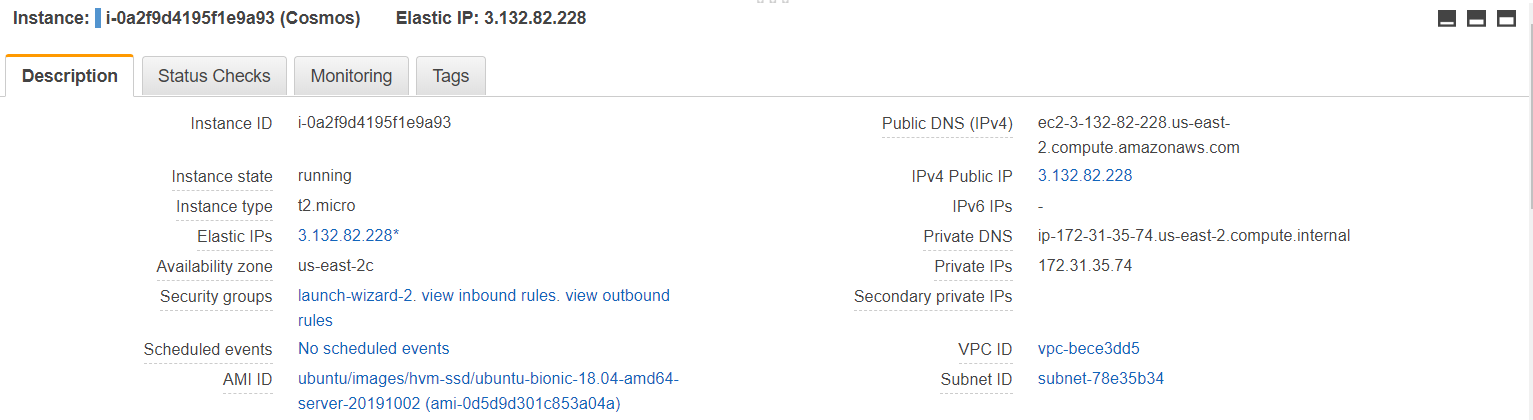 Instance: i-0a2f9d4195f1e9a93 (Cosmos) Elastic IP: 3.132.82.228
Description Status Checks Monitoring Tags
Instance ID i-0a2f9d4195f1e9a93
Public DNS (IPv4) ec2-3-132-82-228.us-east-
2.compute.amazonaws.com
Instance state running
IPv4 Public IP 3.132.82.228
Instance type t2.micro
IPv6 IPs -
Elastic IPs 3.132.82.228*
Private DNS ip-172-31-35-74.us-east-2.compute.internal
Availability zone us-east-2c
Private IPs 172.31.35.74
Security groups launch-wizard-2. view inbound rules. view outbound
rules
Secondary private IPs
Scheduled events No scheduled events
VPC ID vpc-bece3dd5
AMI ID ubuntu/images/hvm-ssd/ubuntu-bionic-18.04-amd64-
server-20191002 (ami-0d5d9d301c853a04a)
Subnet ID subnet-78e35b34